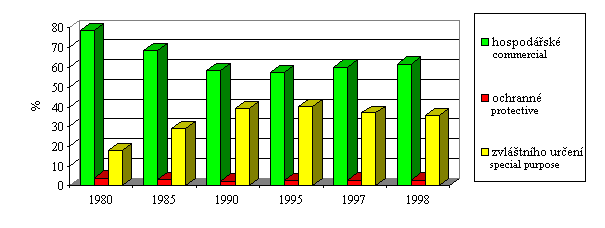 80
70
60
50
40
30
20
10
0
%
1980 1985 1990 1995 1997 1998
hospodářské
commercial
ochranné
protective
zvláštního určení
special purpose